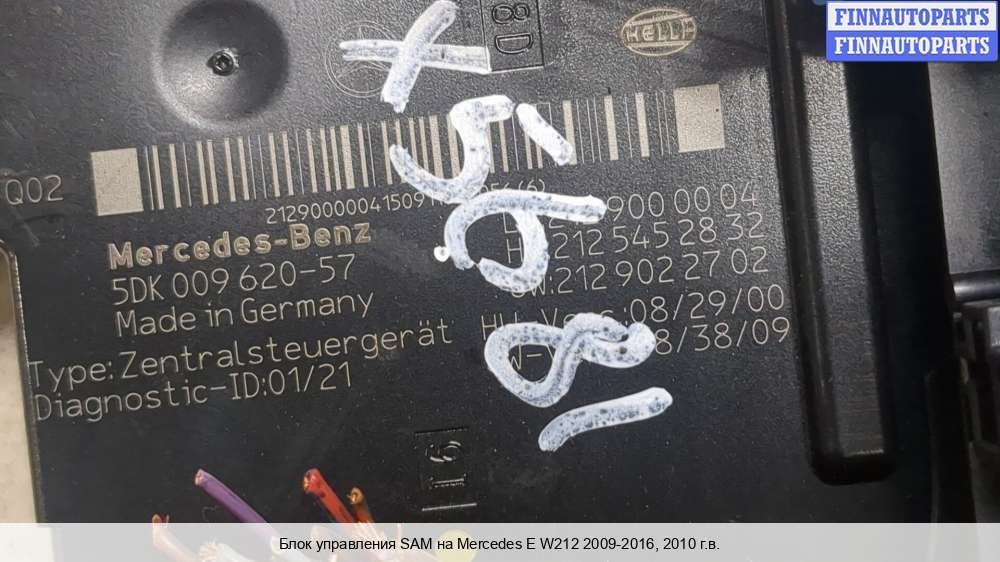 FINNAUTOPARTS
FINNAUTOPARTS
8D
HELLA
Q02
Mercedes-Benz
5DK 009 620-57
Made in Germany
Type: Zentralsteuergerät
Diagnostic-ID:01/21
900 00 04
212 545 28 32
212 902 27 02
08/29/00
8/38/09
Блок управления SAM на Mercedes E W212 2009-2016, 2010 г.в.